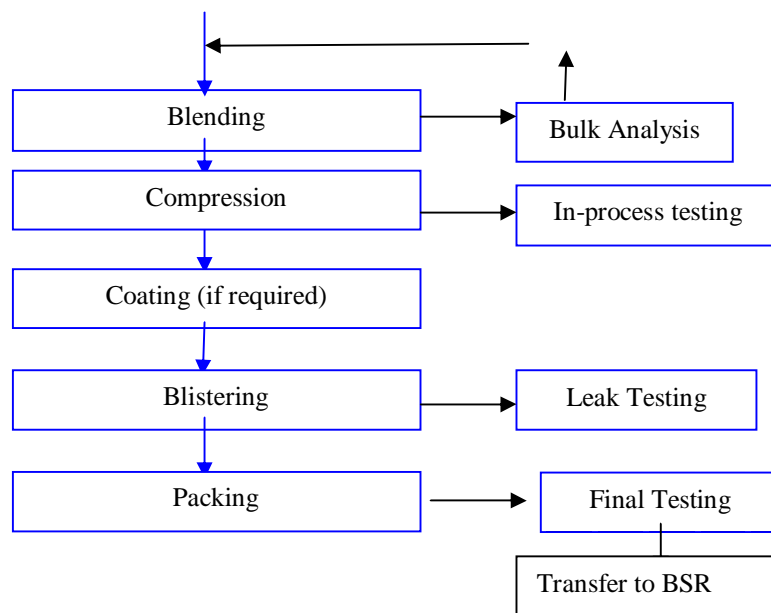 Blending
Bulk Analysis
Compression
In-process testing
Coating (if required)
Blistering
Leak Testing
Packing
Final Testing
Transfer to BSR